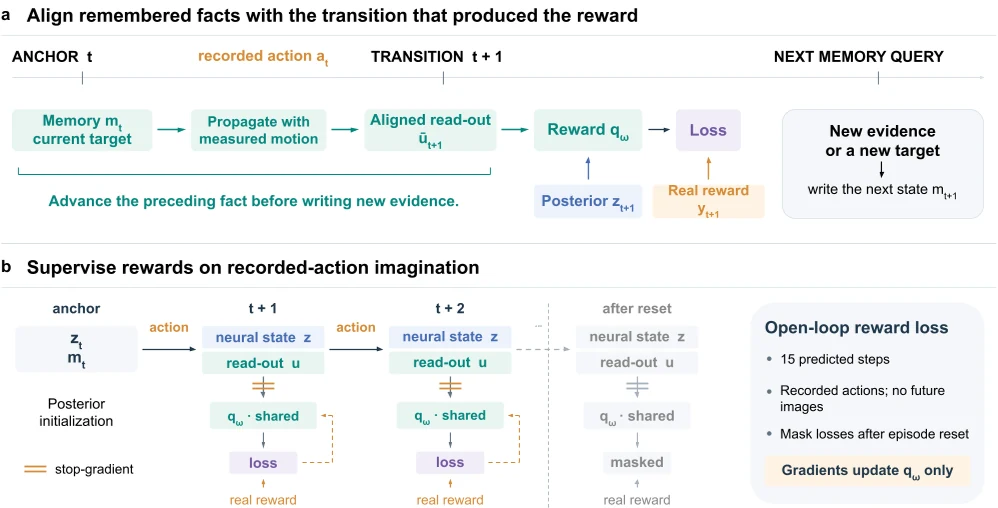 a Align remembered facts with the transition that produced the reward
ANCHOR t
recorded action aₜ
TRANSITION t + 1
NEXT MEMORY QUERY
Memory mₜ
current target
Propagate with
measured motion
Aligned read-out
ũₜ₊₁
Reward q_ω
Loss
New evidence
or a new target
write the next state mₜ₊₁
Posterior zₜ₊₁
Real reward
yₜ₊₁
Advance the preceding fact before writing new evidence.
b Supervise rewards on recorded-action imagination
anchor
t + 1
t + 2
after reset
zₜ
mₜ
action
neural state z
read-out u
action
neural state z
read-out u
...
neural state z
read-out u
Posterior
initialization
q_ω · shared
q_ω · shared
q_ω · shared
stop-gradient
loss
loss
masked
real reward
real reward
real reward
Open-loop reward loss
• 15 predicted steps
• Recorded actions; no future
images
• Mask losses after episode reset
Gradients update q_ω only